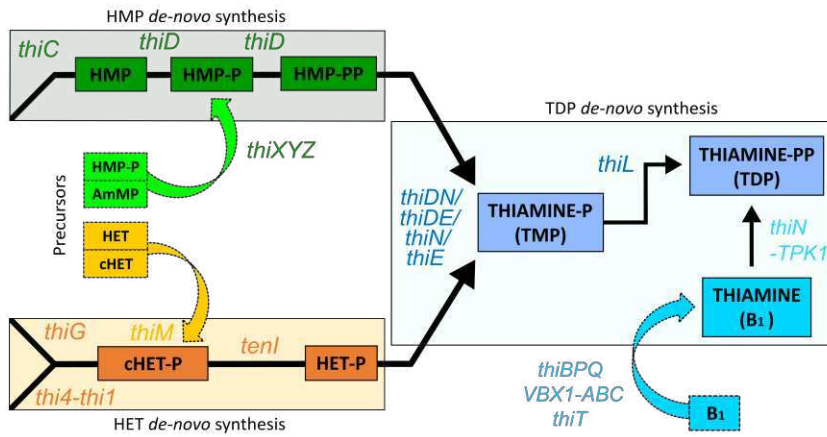 HMP de-novo synthesis
thiC
thiD
thiD
HMP
HMP-P
HMP-PP
thiXYZ
Precursors
HMP-P
AmMP
HET
cHET
thiG
thiM
tenI
cHET-P
HET-P
thi4-thi1
HET de-novo synthesis
TDP de-novo synthesis
thiDN/
thiDE/
thiN/
thiE
THIAMINE-P
(TMP)
thiL
THIAMINE-PP
(TDP)
thiN
-TPK1
THIAMINE
(B1)
thiBPQ
VBX1-ABC
thiT
B1